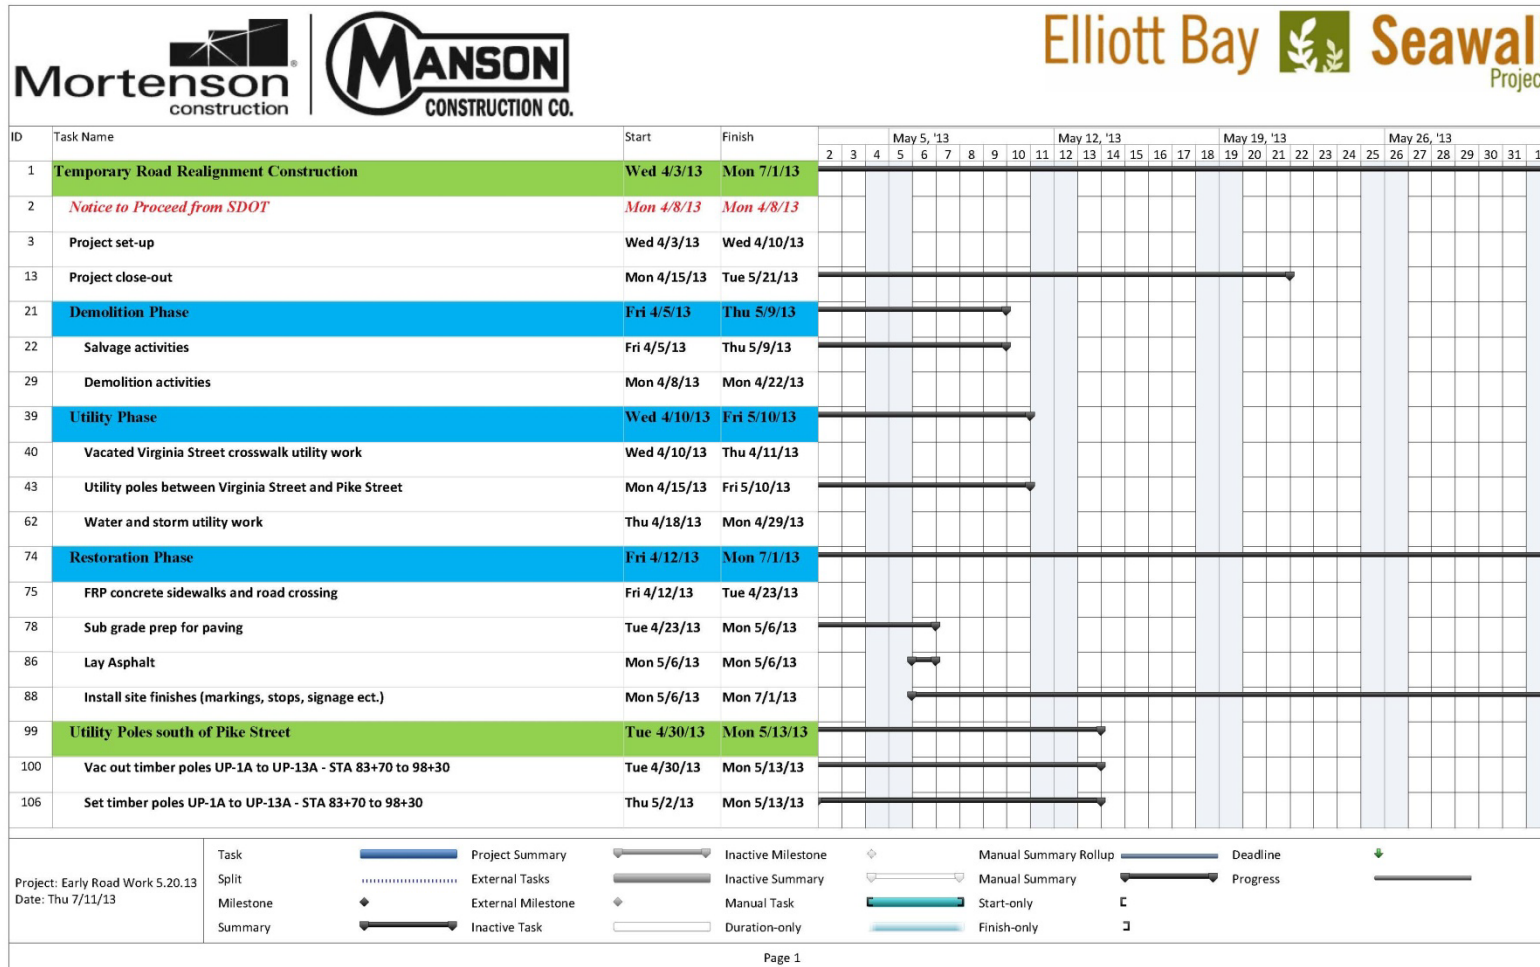 Mortenson
construction
MANSON
CONSTRUCTION CO.
Elliott Bay Seawal
Projec
ID Task Name Start Finish May 5, '13 May 12, '13 May 19, '13 May 26, '13
2 3 4 5 6 7 8 9 10 11 12 13 14 15 16 17 18 19 20 21 22 23 24 25 26 27 28 29 30 31 1
1 Temporary Road Realignment Construction Wed 4/3/13 Mon 7/1/13
2 Notice to Proceed from SDOT Mon 4/8/13 Mon 4/8/13
3 Project set-up Wed 4/3/13 Wed 4/10/13
13 Project close-out Mon 4/15/13 Tue 5/21/13
21 Demolition Phase Fri 4/5/13 Thu 5/9/13
22 Salvage activities Fri 4/5/13 Thu 5/9/13
29 Demolition activities Mon 4/8/13 Mon 4/22/13
39 Utility Phase Wed 4/10/13 Fri 5/10/13
40 Vacated Virginia Street crosswalk utility work Wed 4/10/13 Thu 4/11/13
43 Utility poles between Virginia Street and Pike Street Mon 4/15/13 Fri 5/10/13
62 Water and storm utility work Thu 4/18/13 Mon 4/29/13
74 Restoration Phase Fri 4/12/13 Mon 7/1/13
75 FRP concrete sidewalks and road crossing Fri 4/12/13 Tue 4/23/13
78 Sub grade prep for paving Tue 4/23/13 Mon 5/6/13
86 Lay Asphalt Mon 5/6/13 Mon 5/6/13
88 Install site finishes (markings, stops, signage ect.) Mon 5/6/13 Mon 7/1/13
99 Utility Poles south of Pike Street Tue 4/30/13 Mon 5/13/13
100 Vac out timber poles UP-1A to UP-13A - STA 83+70 to 98+30 Tue 4/30/13 Mon 5/13/13
106 Set timber poles UP-1A to UP-13A - STA 83+70 to 98+30 Thu 5/2/13 Mon 5/13/13
Project: Early Road Work 5.20.13
Date: Thu 7/11/13
Task Project Summary Inactive Milestone Manual Summary Rollup Deadline
Split External Tasks Inactive Summary Manual Summary Progress
Milestone External Milestone Manual Task Start-only
Summary Inactive Task Duration-only Finish-only
Page 1